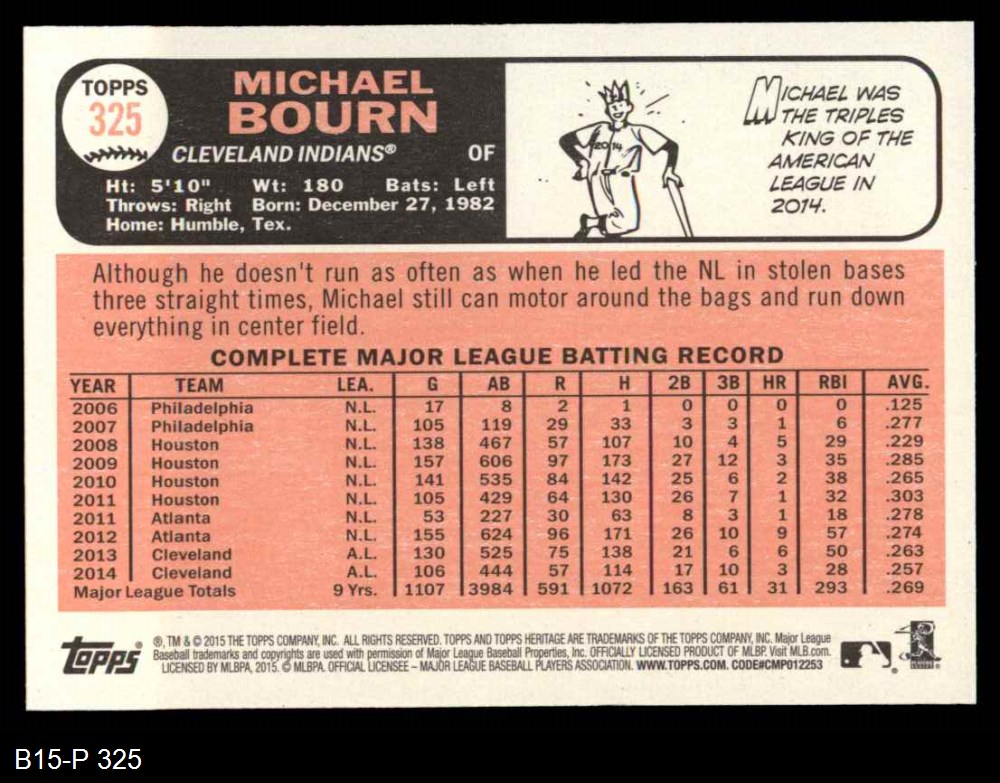 TOPPS
325
MICHAEL
BOURN
CLEVELAND INDIANS® OF
Ht: 5'10" Wt: 180 Bats: Left
Throws: Right Born: December 27, 1982
Home: Humble, Tex.
2014
MICHAEL WAS
THE TRIPLES
KING OF THE
AMERICAN
LEAGUE IN
2014.
Although he doesn't run as often as when he led the NL in stolen bases
three straight times, Michael still can motor around the bags and run down
everything in center field.
COMPLETE MAJOR LEAGUE BATTING RECORD
YEAR TEAM LEA. G AB R H 2B 3B HR RBI AVG.
2006 Philadelphia N.L. 17 8 2 1 0 0 0 0 .125
2007 Philadelphia N.L. 105 119 29 33 3 3 1 6 .277
2008 Houston N.L. 138 467 57 107 10 4 5 29 .229
2009 Houston N.L. 157 606 97 173 27 12 3 35 .285
2010 Houston N.L. 141 535 84 142 25 6 2 38 .265
2011 Houston N.L. 105 429 64 130 26 7 1 32 .303
2011 Atlanta N.L. 53 227 30 63 8 3 1 18 .278
2012 Atlanta N.L. 155 624 96 171 26 10 9 57 .274
2013 Cleveland A.L. 130 525 75 138 21 6 6 50 .263
2014 Cleveland A.L. 106 444 57 114 17 10 3 28 .257
Major League Totals 9 Yrs. 1107 3984 591 1072 163 61 31 293 .269
Topps
®, TM & © 2015 THE TOPPS COMPANY, INC. ALL RIGHTS RESERVED. TOPPS AND TOPPS HERITAGE ARE TRADEMARKS OF THE TOPPS COMPANY, INC. Major League
Baseball trademarks and copyrights are used with permission of Major League Baseball Properties, Inc. OFFICIALLY LICENSED PRODUCT OF MLBP. Visit MLB.com.
LICENSED BY MLBPA, 2015. © MLBPA. OFFICIAL LICENSEE – MAJOR LEAGUE BASEBALL PLAYERS ASSOCIATION. WWW.TOPPS.COM. CODE#CMP012253
B15-P 325